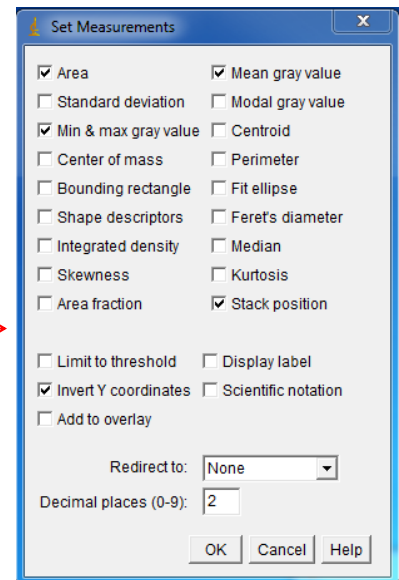 Set Measurements
x
Area Mean gray value
Standard deviation Modal gray value
Min & max gray value Centroid
Center of mass Perimeter
Bounding rectangle Fit ellipse
Shape descriptors Feret's diameter
Integrated density Median
Skewness Kurtosis
Area fraction Stack position
Limit to threshold Display label
Invert Y coordinates Scientific notation
Add to overlay
Redirect to: None
Decimal places (0-9): 2
OK Cancel Help